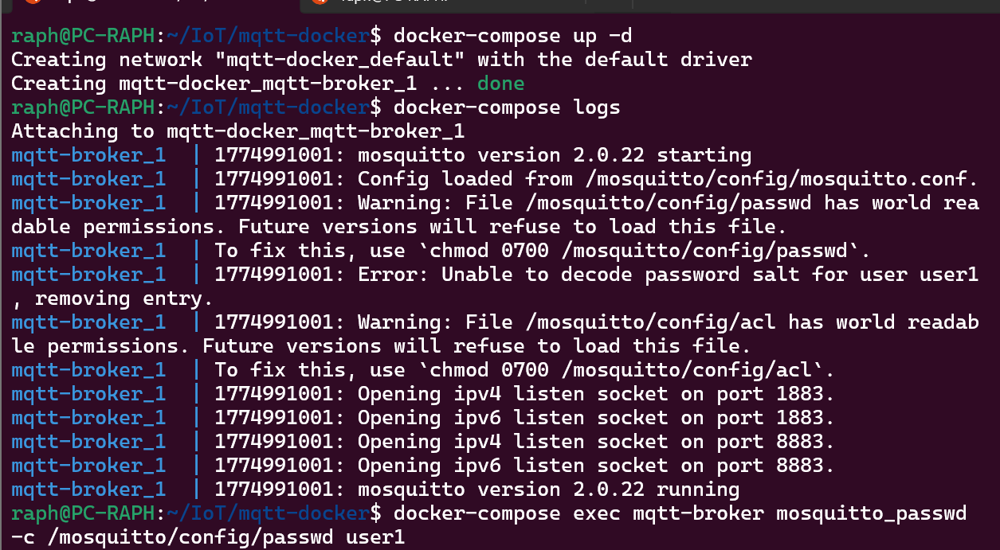 raph@PC-RAPH:~/IoT/mqtt-docker$ docker-compose up -d
Creating network "mqtt-docker_default" with the default driver
Creating mqtt-docker_mqtt-broker_1 ... done
raph@PC-RAPH:~/IoT/mqtt-docker$ docker-compose logs
Attaching to mqtt-docker_mqtt-broker_1
mqtt-broker_1  | 1774991001: mosquitto version 2.0.22 starting
mqtt-broker_1  | 1774991001: Config loaded from /mosquitto/config/mosquitto.conf.
mqtt-broker_1  | 1774991001: Warning: File /mosquitto/config/passwd has world rea
dable permissions. Future versions will refuse to load this file.
mqtt-broker_1  | To fix this, use `chmod 0700 /mosquitto/config/passwd`.
mqtt-broker_1  | 1774991001: Error: Unable to decode password salt for user user1
, removing entry.
mqtt-broker_1  | 1774991001: Warning: File /mosquitto/config/acl has world readab
le permissions. Future versions will refuse to load this file.
mqtt-broker_1  | To fix this, use `chmod 0700 /mosquitto/config/acl`.
mqtt-broker_1  | 1774991001: Opening ipv4 listen socket on port 1883.
mqtt-broker_1  | 1774991001: Opening ipv6 listen socket on port 1883.
mqtt-broker_1  | 1774991001: Opening ipv4 listen socket on port 8883.
mqtt-broker_1  | 1774991001: Opening ipv6 listen socket on port 8883.
mqtt-broker_1  | 1774991001: mosquitto version 2.0.22 running
raph@PC-RAPH:~/IoT/mqtt-docker$ docker-compose exec mqtt-broker mosquitto_passwd
-c /mosquitto/config/passwd user1